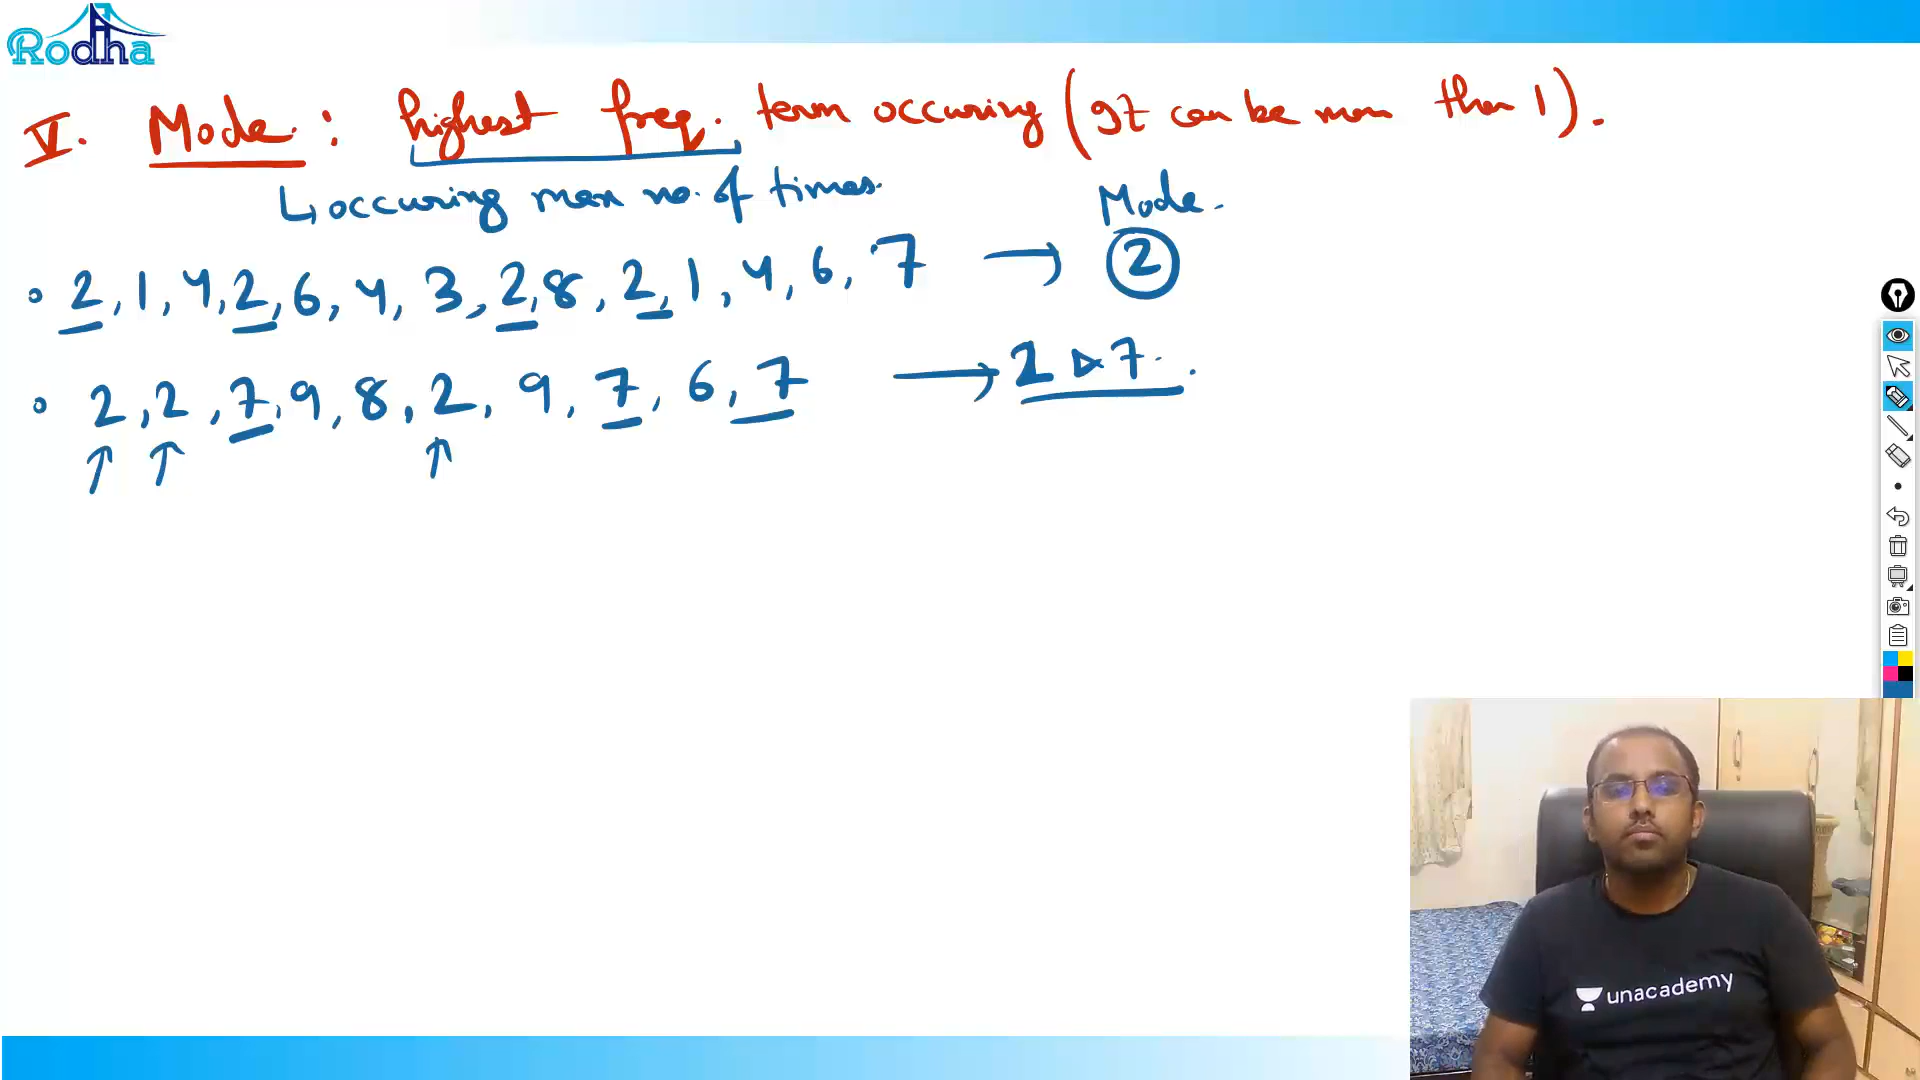 Rodha
V. Mode : highest freq. term occuring (It can be more than 1).
↳ occuring max no. of times.
Mode.
2, 1, 4, 2, 6, 4, 3, 2, 8, 2, 1, 4, 6, 7 → 2
2, 2, 7, 9, 8, 2, 9, 7, 6, 7 → 2 & 7.
unacademy